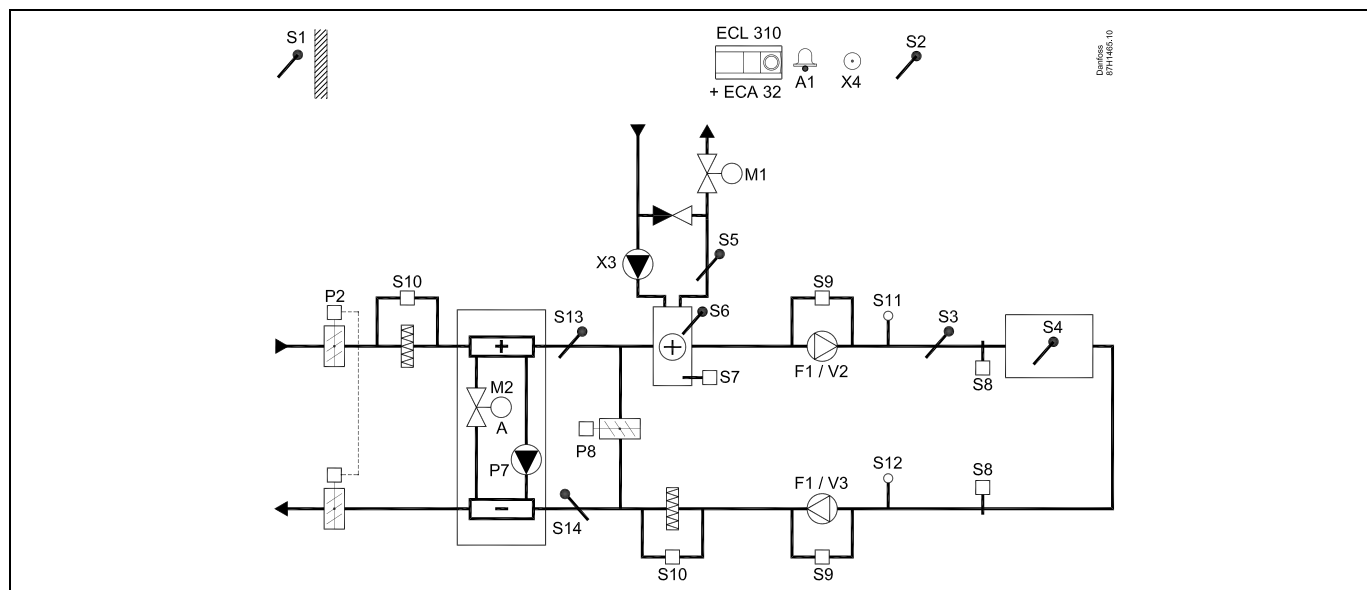 S1
ECL 310
S2
Danfoss
87H1465.10
A1
X4
+ ECA 32
M1
S5
X3
P2
S10
S13
S6
S9
S11
S3
S4
+
+
F1 / V2
S7
S8
M2
A
P8
P7
F1 / V3
S12
S8
-
S14
S10
S9